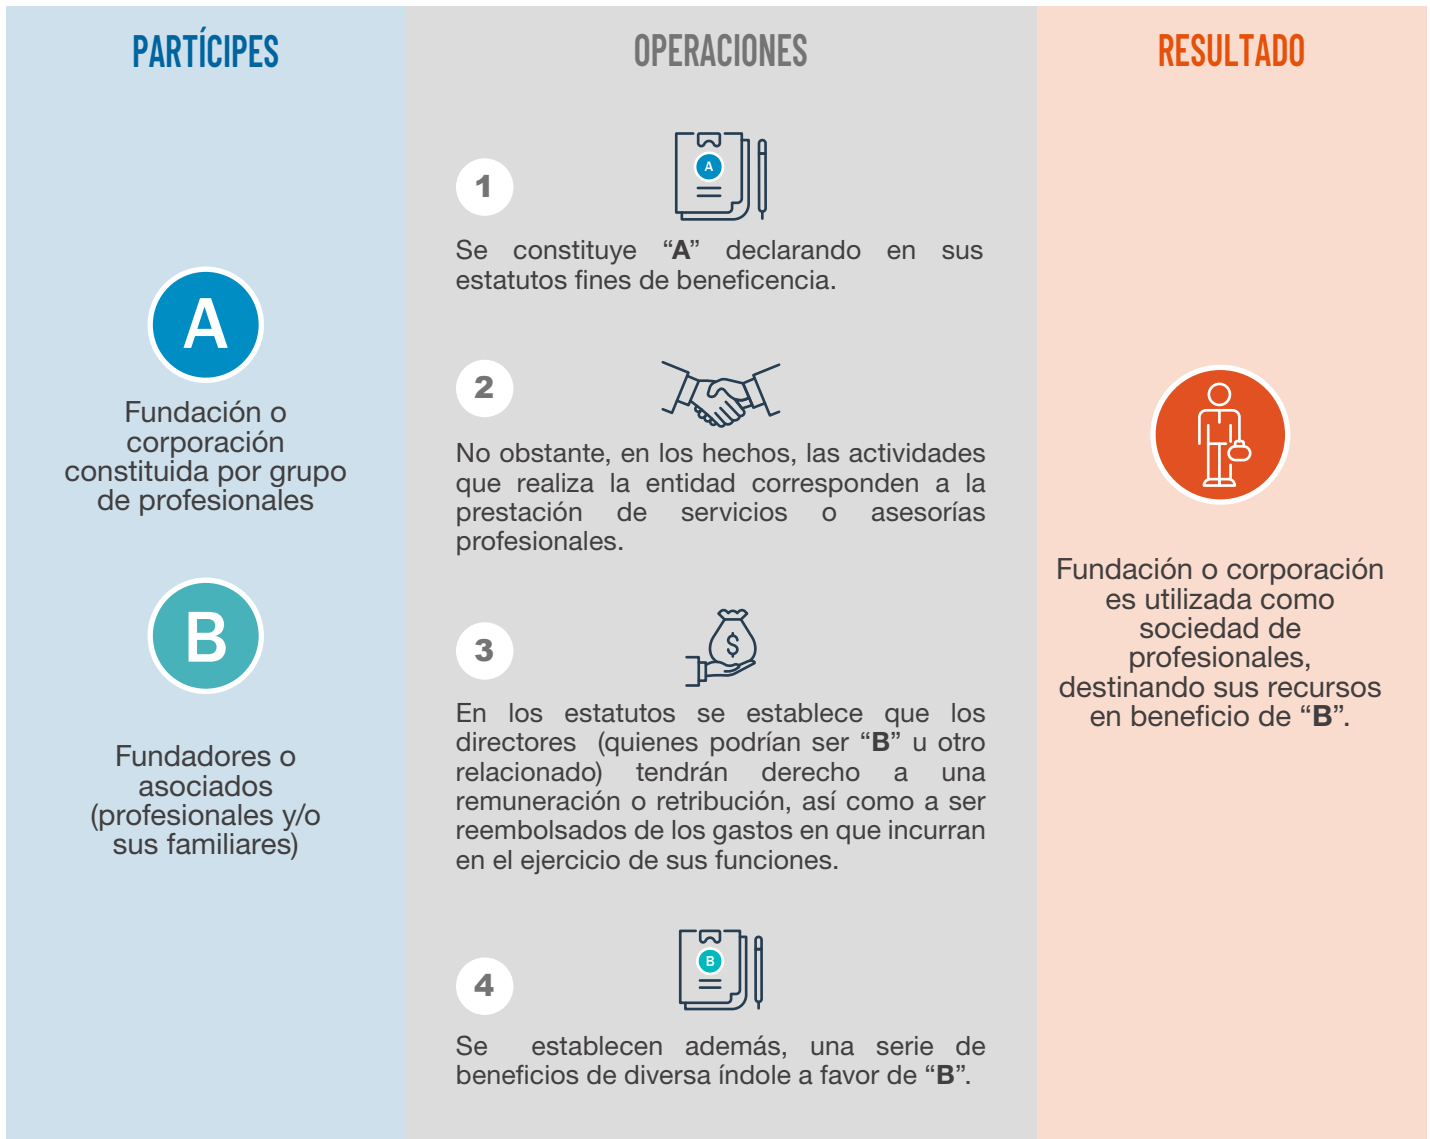 PARTÍCIPES
A
Fundación o
corporación
constituida por grupo
de profesionales
B
Fundadores o
asociados
(profesionales y/o
sus familiares)
OPERACIONES
1
A
Se constituye “A” declarando en sus
estatutos fines de beneficencia.
2
No obstante, en los hechos, las actividades
que realiza la entidad corresponden a la
prestación de servicios o asesorías
profesionales.
3
$
En los estatutos se establece que los
directores (quienes podrían ser “B” u otro
relacionado) tendrán derecho a una
remuneración o retribución, así como a ser
reembolsados de los gastos en que incurran
en el ejercicio de sus funciones.
4
B
Se establecen además, una serie de
beneficios de diversa índole a favor de “B”.
RESULTADO
Fundación o corporación
es utilizada como
sociedad de
profesionales,
destinando sus recursos
en beneficio de “B”.